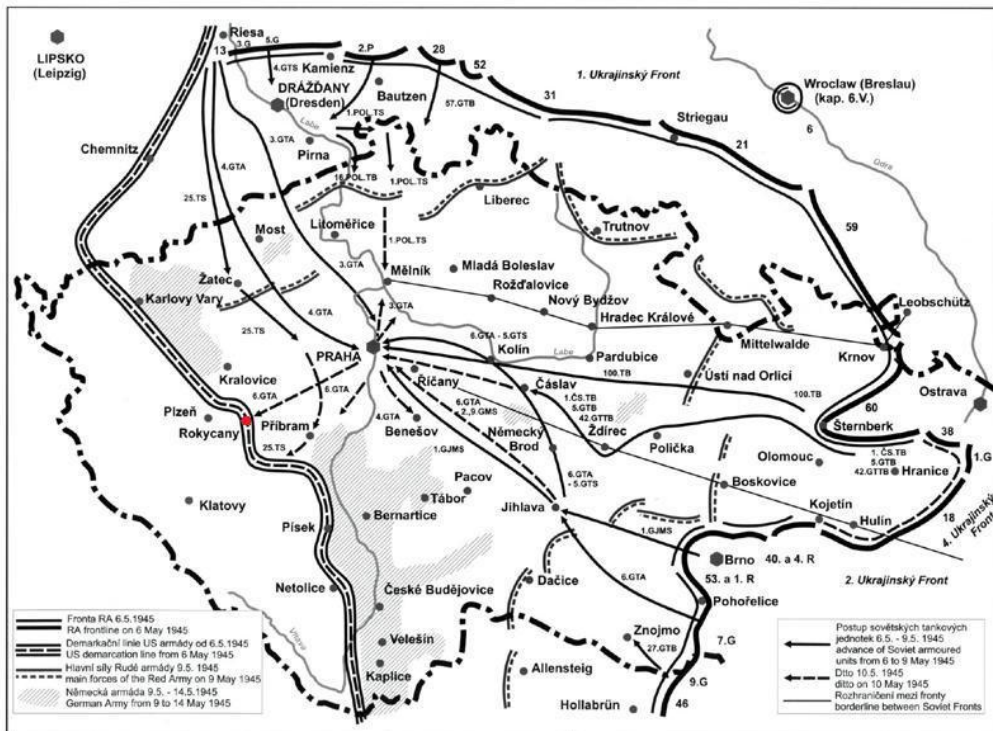 Riesa
3.G
5.G
13
2.P
28
52
LIPSKO
(Leipzig)
4.GTS
Kamienz
1. Ukrajinský Front
DRÁŽĎANY
(Dresden)
Bautzen
31
Wroclaw (Breslau)
(kap. 6.V.)
57.GTB
1.POL.TS
Striegau
6
Labe
21
Odra
3.GTA
Chemnitz
Pirna
4.GTA
16.POL.TB
1.POL.TS
25.TS
Liberec
Most
Litoměřice
Trutnov
59
1.POL.TS
3.GTA
Žatec
Mělník
Mladá Boleslav
Rožďalovice
Karlovy Vary
3.GTA
Nový Bydžov
Leobschütz
4.GTA
Hradec Králové
25.TS
6.GTA - 5.GTS
Mittelwalde
Krnov
PRAHA
Kolín
Labe
Pardubice
100.TB
Kralovice
Říčany
Ústí nad Orlicí
Ostrava
6.GTA
6.GTA
Čáslav
100.TB
6.GTA
2.,9.GMS
1.ČS.TB
5.GTB
42.GTTB
60
Plzeň
Rokycany
4.GTA
Příbram
Benešov
Německý
Brod
Ždírec
Šternberk
38
25.TS
1.GJMS
Polička
1. ČS.TB
5.GTB
42.GTTB
1.G
Olomouc
Hranice
6.GTA
- 5.GTS
Pacov
Boskovice
Klatovy
Tábor
Kojetín
18
4. Ukrajinský
Front
Bernartice
Jihlava
Hulín
Písek
1.GJMS
Brno
40. a 4. R
53. a 1. R
2. Ukrajinský Front
Netolice
Dačice
6.GTA
České Budějovice
Pohořelice
Velešín
Znojmo
7.G
27.GTB
Kaplice
Allensteig
9.G
Hollabrün
46
Fronta RA 6.5.1945
RA frontline on 6 May 1945
Demarkační linie US armády od 6.5.1945
US demarcation line from 6 May 1945
Hlavní síly Rudé armády 9.5. 1945
main forces of the Red Army on 9 May 1945
Německá armáda 9.5. - 14.5.1945
German Army from 9 to 14 May 1945
Postup sovětských tankových
jednotek 6.5. - 9.5. 1945
advance of Soviet armoured
units from 6 to 9 May 1945
Dtto 10.5. 1945
ditto on 10 May 1945
Rozhraničení mezi fronty
borderline between Soviet Fronts